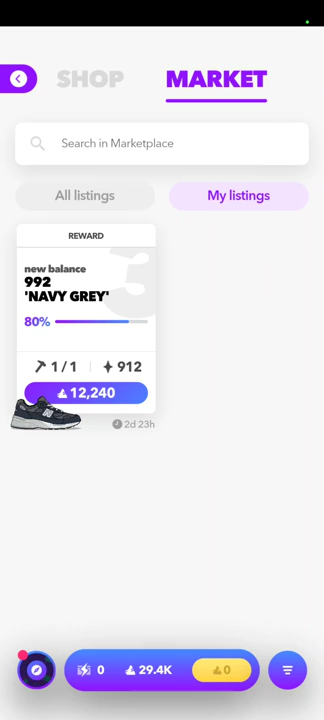 SHOP
MARKET
Search in Marketplace
All listings
My listings
REWARD
3
new balance
992
'NAVY GREY'
80%
1 / 1
912
12,240
2d 23h
0
29.4K
0